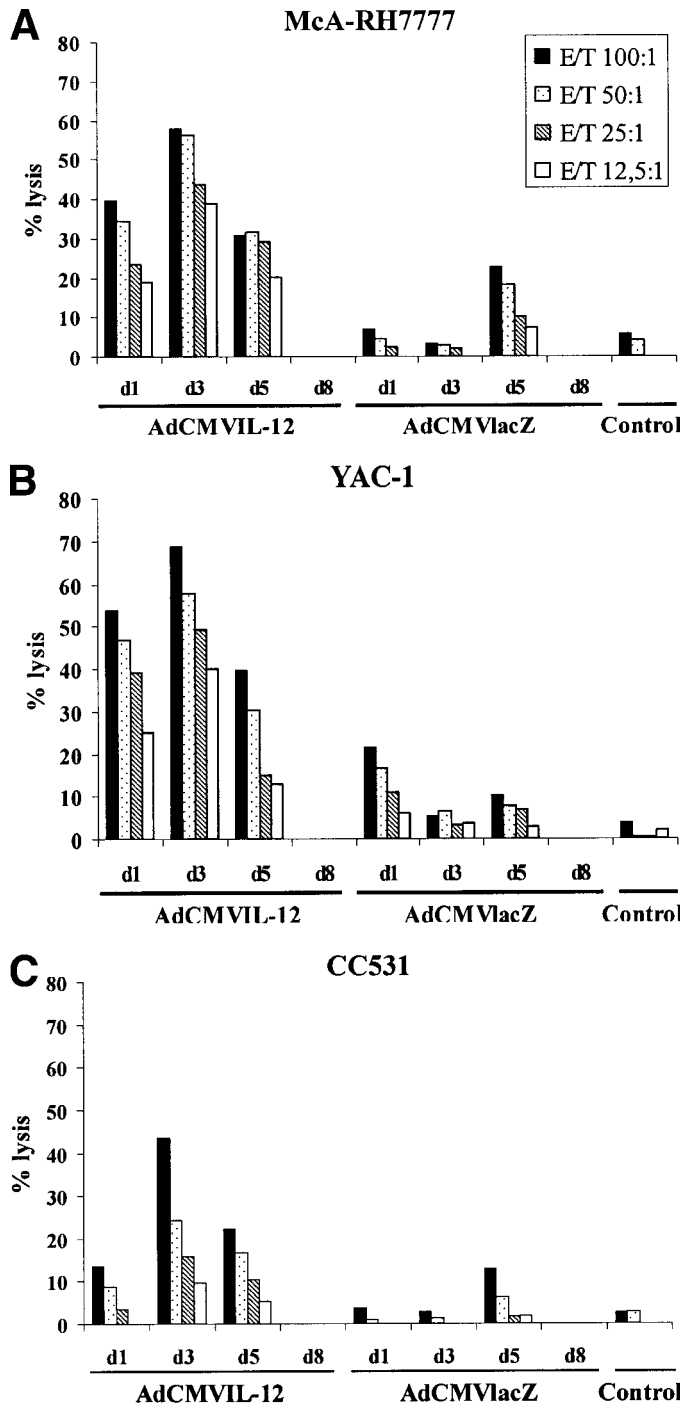 A
McA-RH7777
E/T 100:1
E/T 50:1
E/T 25:1
E/T 12,5:1
% lysis
80
70
60
50
40
30
20
10
0
d1 d3 d5 d8 d1 d3 d5 d8
AdCMVIL-12 AdCMVlacZ Control
B
YAC-1
% lysis
80
70
60
50
40
30
20
10
0
d1 d3 d5 d8 d1 d3 d5 d8
AdCMVIL-12 AdCMVlacZ Control
C
CC531
% lysis
80
70
60
50
40
30
20
10
0
d1 d3 d5 d8 d1 d3 d5 d8
AdCMVIL-12 AdCMVlacZ Control